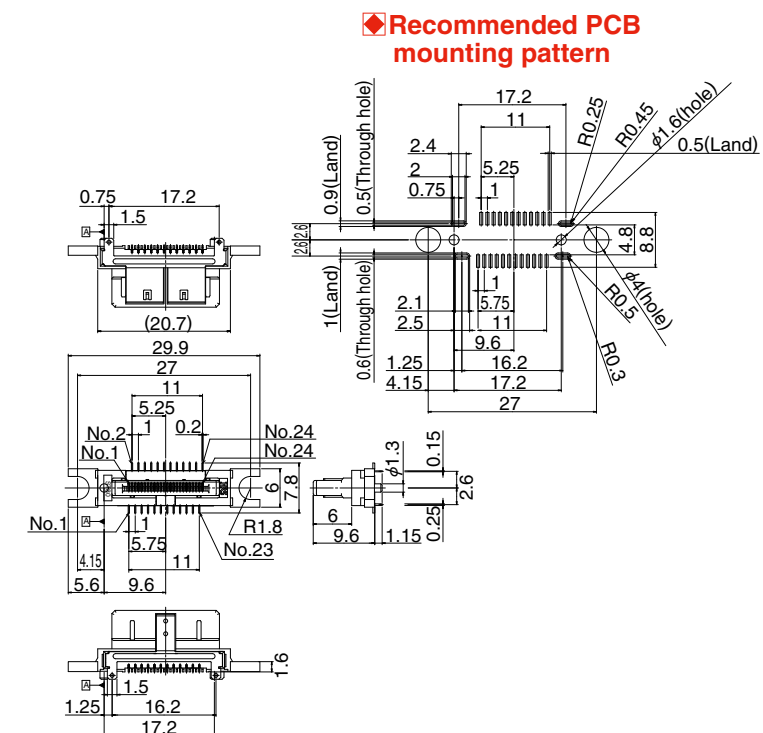 ◆Recommended PCB
mounting pattern
17.2
11
R0.25
R0.45
φ1.6(hole)
0.5(Land)
2.4
5.25
2
0.75
1
0.9(Land)
0.5(Through hole)
2.6
2.6
4.8
8.8
1(Land)
0.6(Through hole)
1
2.1
5.75
2.5
11
9.6
1.25
16.2
4.15
17.2
27
φ4(hole)
R0.5
R0.3
0.75
17.2
1.5
A
(20.7)
29.9
27
11
5.25
No.2
1
0.2
No.24
No.1
No.24
6
7.8
No.1
A
1
R1.8
5.75
No.23
4.15
11
5.6
9.6
φ1.3
0.15
2.6
6
9.6
1.15
0.25
1.6
A
1.5
1.25
16.2
17.2